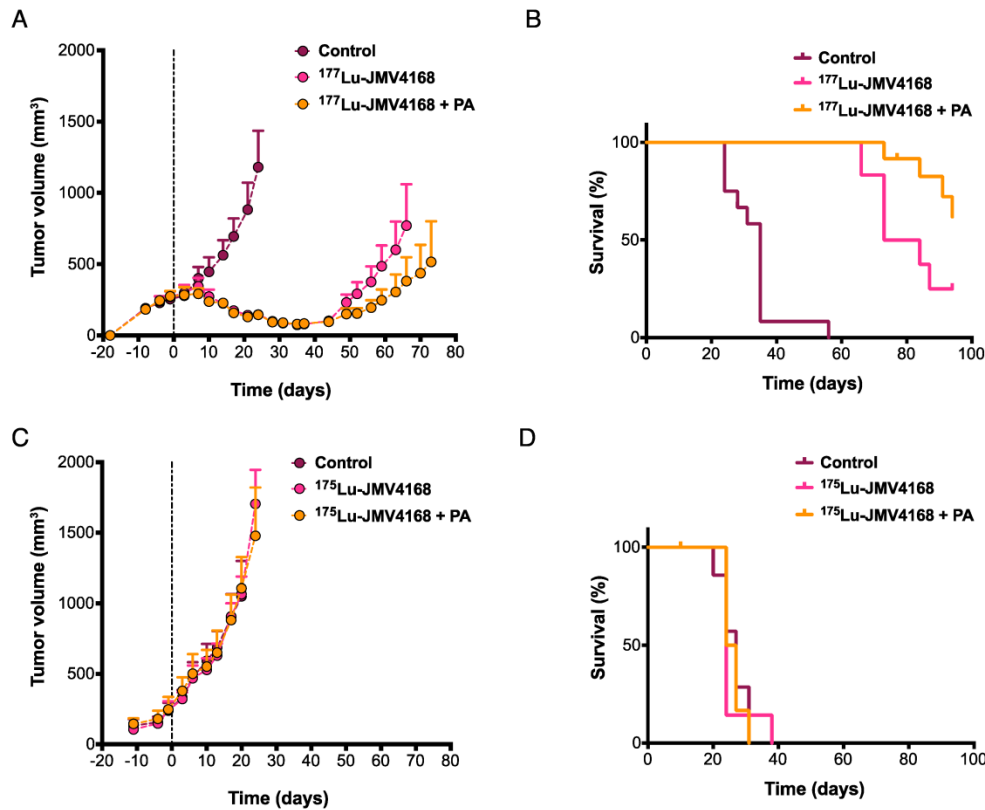 A
Tumor volume (mm³)
2000
1500
1000
500
0
-20 -10 0 10 20 30 40 50 60 70 80
Time (days)
Control
¹⁷⁷Lu-JMV4168
¹⁷⁷Lu-JMV4168 + PA
B
Control
¹⁷⁷Lu-JMV4168
¹⁷⁷Lu-JMV4168 + PA
Survival (%)
100
50
0
0 20 40 60 80 100
Time (days)
C
Tumor volume (mm³)
2000
1500
1000
500
0
-20 -10 0 10 20 30 40 50 60 70 80
Time (days)
Control
¹⁷⁵Lu-JMV4168
¹⁷⁵Lu-JMV4168 + PA
D
Control
¹⁷⁵Lu-JMV4168
¹⁷⁵Lu-JMV4168 + PA
Survival (%)
100
50
0
0 20 40 60 80 100
Time (days)